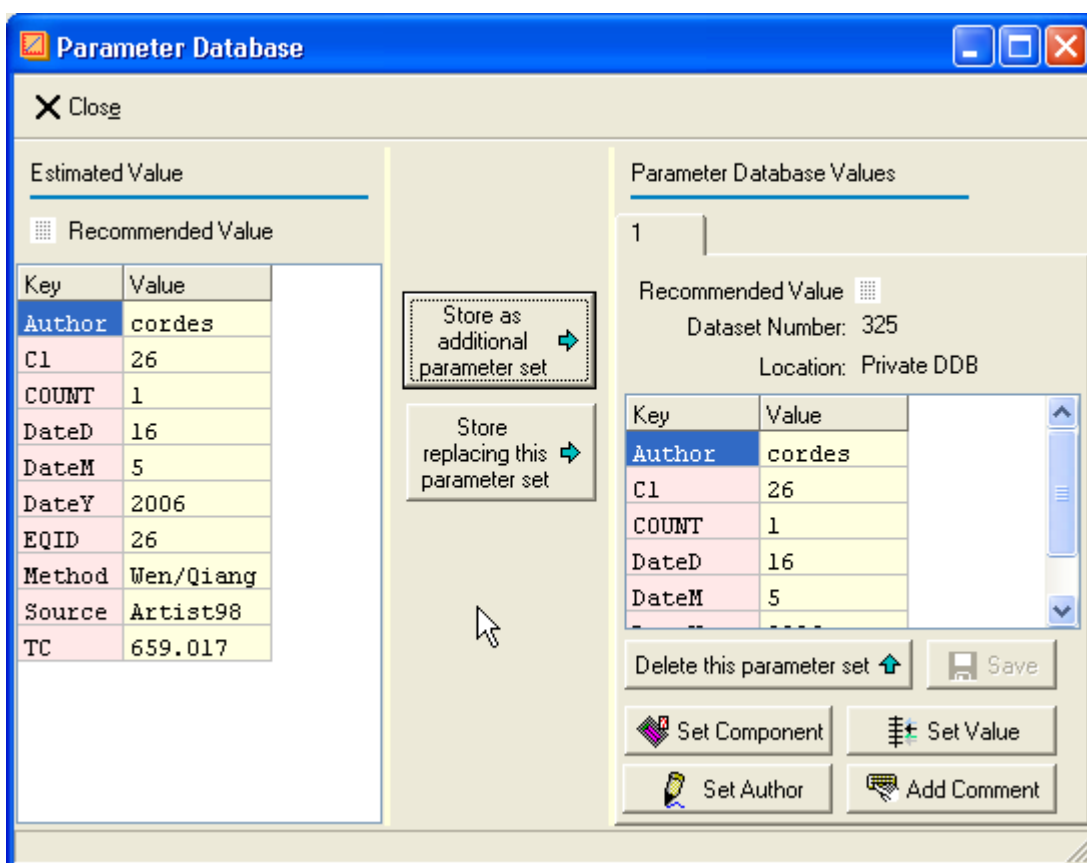 Parameter Database
Close
Estimated Value
Recommended Value
Key Value
Author cordes
C1 26
COUNT 1
DateD 16
DateM 5
DateY 2006
EQID 26
Method Wen/Qiang
Source Artist98
TC 659.017
Store as
additional
parameter set
Store
replacing this
parameter set
Parameter Database Values
1
Recommended Value
Dataset Number: 325
Location: Private DDB
Key Value
Author cordes
C1 26
COUNT 1
DateD 16
DateM 5
Delete this parameter set
Save
Set Component
Set Value
Set Author
Add Comment